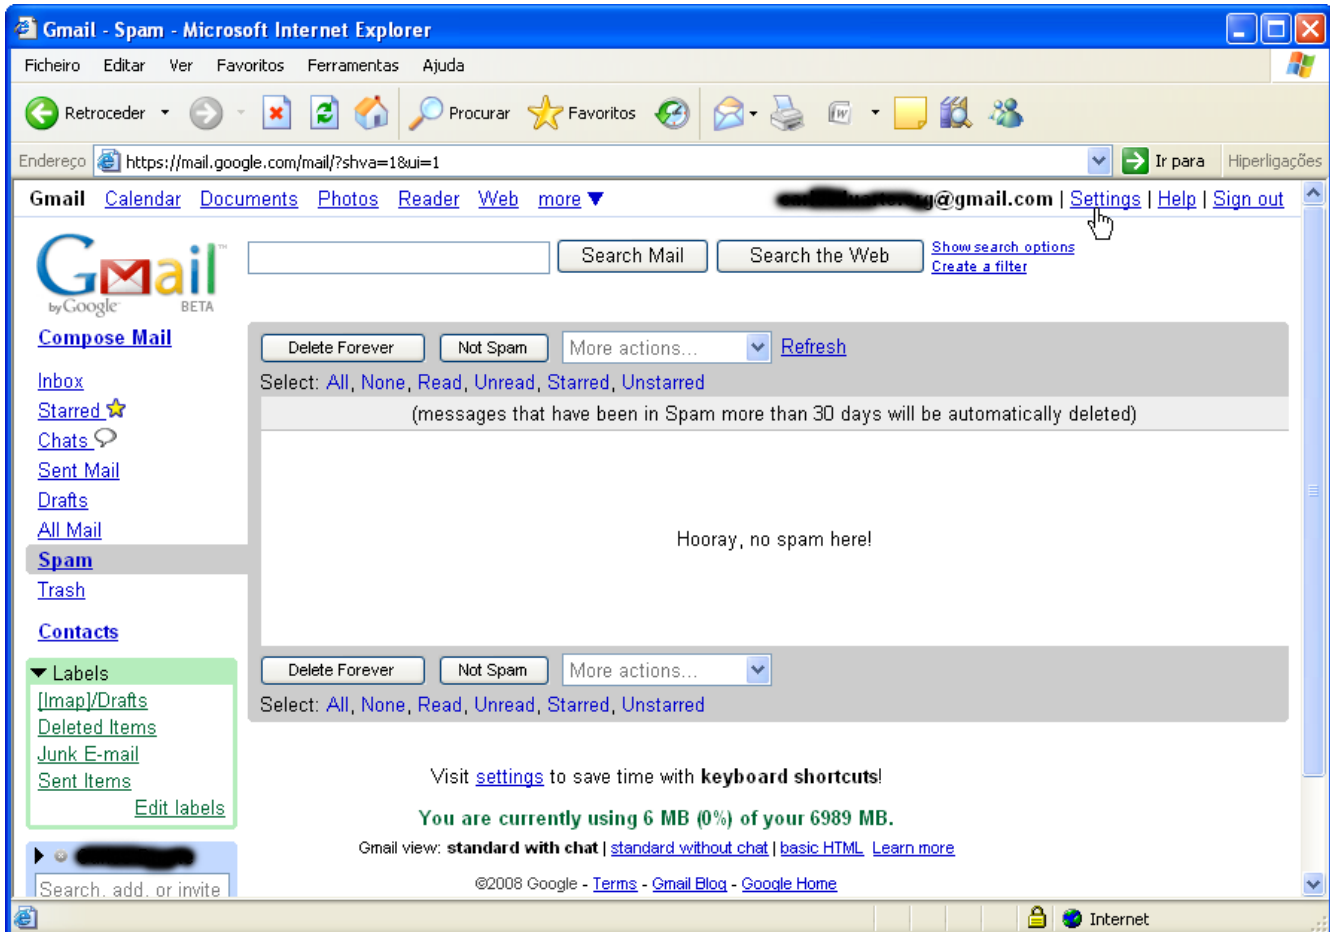 Gmail - Spam - Microsoft Internet Explorer
Ficheiro Editar Ver Favoritos Ferramentas Ajuda
Retroceder Procurar Favoritos
Endereço https://mail.google.com/mail/?shva=1&ui=1 Ir para Hiperligações
Gmail Calendar Documents Photos Reader Web more ▼ @gmail.com | Settings | Help | Sign out
Gmail™
by Google BETA
Search Mail Search the Web
Show search options
Create a filter
Compose Mail
Inbox
Starred
Chats
Sent Mail
Drafts
All Mail
Spam
Trash
Contacts
Labels
[Imap]/Drafts
Deleted Items
Junk E-mail
Sent Items
Edit labels
Search, add, or invite
Delete Forever Not Spam More actions... Refresh
Select: All, None, Read, Unread, Starred, Unstarred
(messages that have been in Spam more than 30 days will be automatically deleted)
Hooray, no spam here!
Delete Forever Not Spam More actions...
Select: All, None, Read, Unread, Starred, Unstarred
Visit settings to save time with keyboard shortcuts!
You are currently using 6 MB (0%) of your 6989 MB.
Gmail view: standard with chat | standard without chat | basic HTML Learn more
©2008 Google - Terms - Gmail Blog - Google Home
Internet